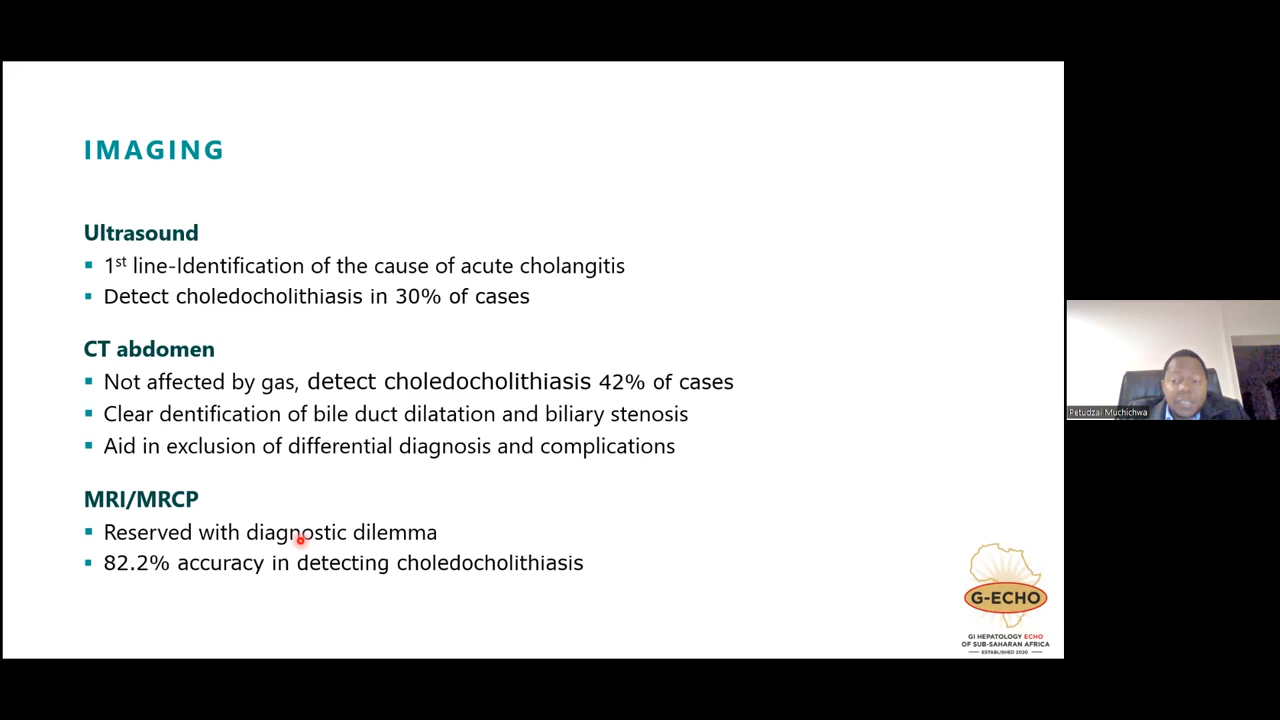 IMAGING
Ultrasound
▪ 1st line-Identification of the cause of acute cholangitis
▪ Detect choledocholithiasis in 30% of cases
CT abdomen
▪ Not affected by gas, detect choledocholithiasis 42% of cases
▪ Clear dentification of bile duct dilatation and biliary stenosis
▪ Aid in exclusion of differential diagnosis and complications
MRI/MRCP
▪ Reserved with diagnostic dilemma
▪ 82.2% accuracy in detecting choledocholithiasis
G-ECHO
GI HEPATOLOGY ECHO
OF SUB-SAHARAN AFRICA
ESTABLISHED 2020
Petudzai Muchichwa